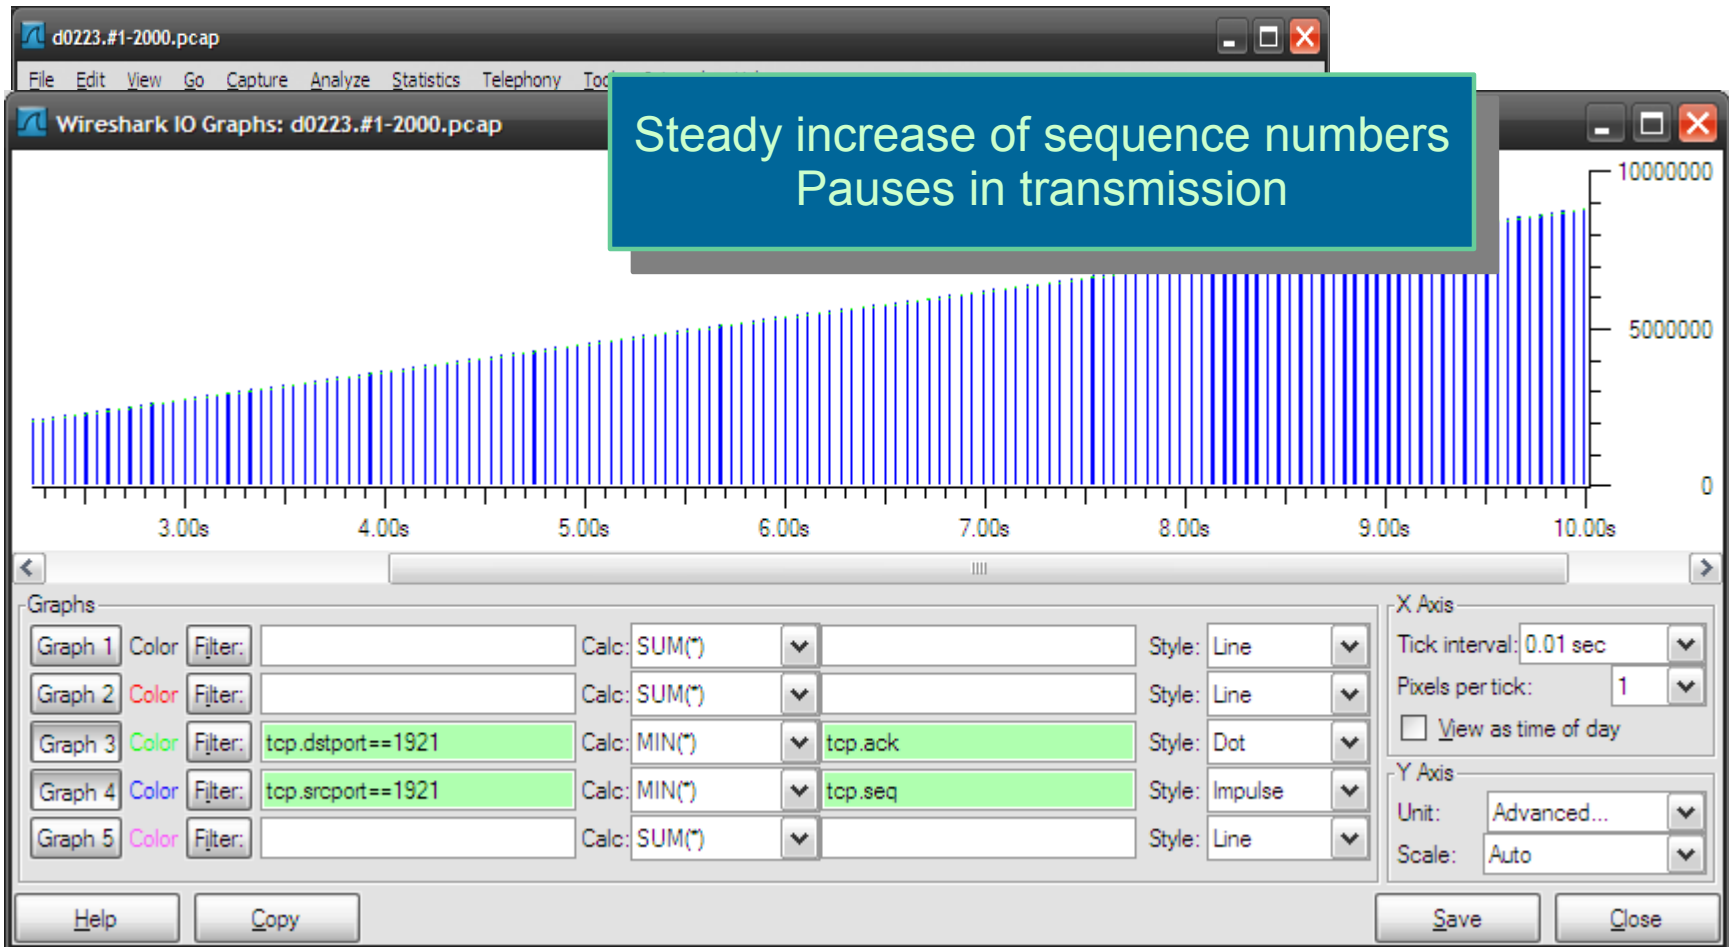 d0223.#1-2000.pcap
File Edit View Go Capture Analyze Statistics Telephony
Wireshark IO Graphs: d0223.#1-2000.pcap
Steady increase of sequence numbers
Pauses in transmission
10000000
5000000
0
3.00s 4.00s 5.00s 6.00s 7.00s 8.00s 9.00s 10.00s
Graphs
Graph 1 Color Filter: Calc: SUM(*) Style: Line
Graph 2 Color Filter: Calc: SUM(*) Style: Line
Graph 3 Color Filter: tcp.dstport==1921 Calc: MIN(*) tcp.ack Style: Dot
Graph 4 Color Filter: tcp.srcport==1921 Calc: MIN(*) tcp.seq Style: Impulse
Graph 5 Color Filter: Calc: SUM(*) Style: Line
X Axis
Tick interval: 0.01 sec
Pixels per tick: 1
View as time of day
Y Axis
Unit: Advanced...
Scale: Auto
Help Copy Save Close